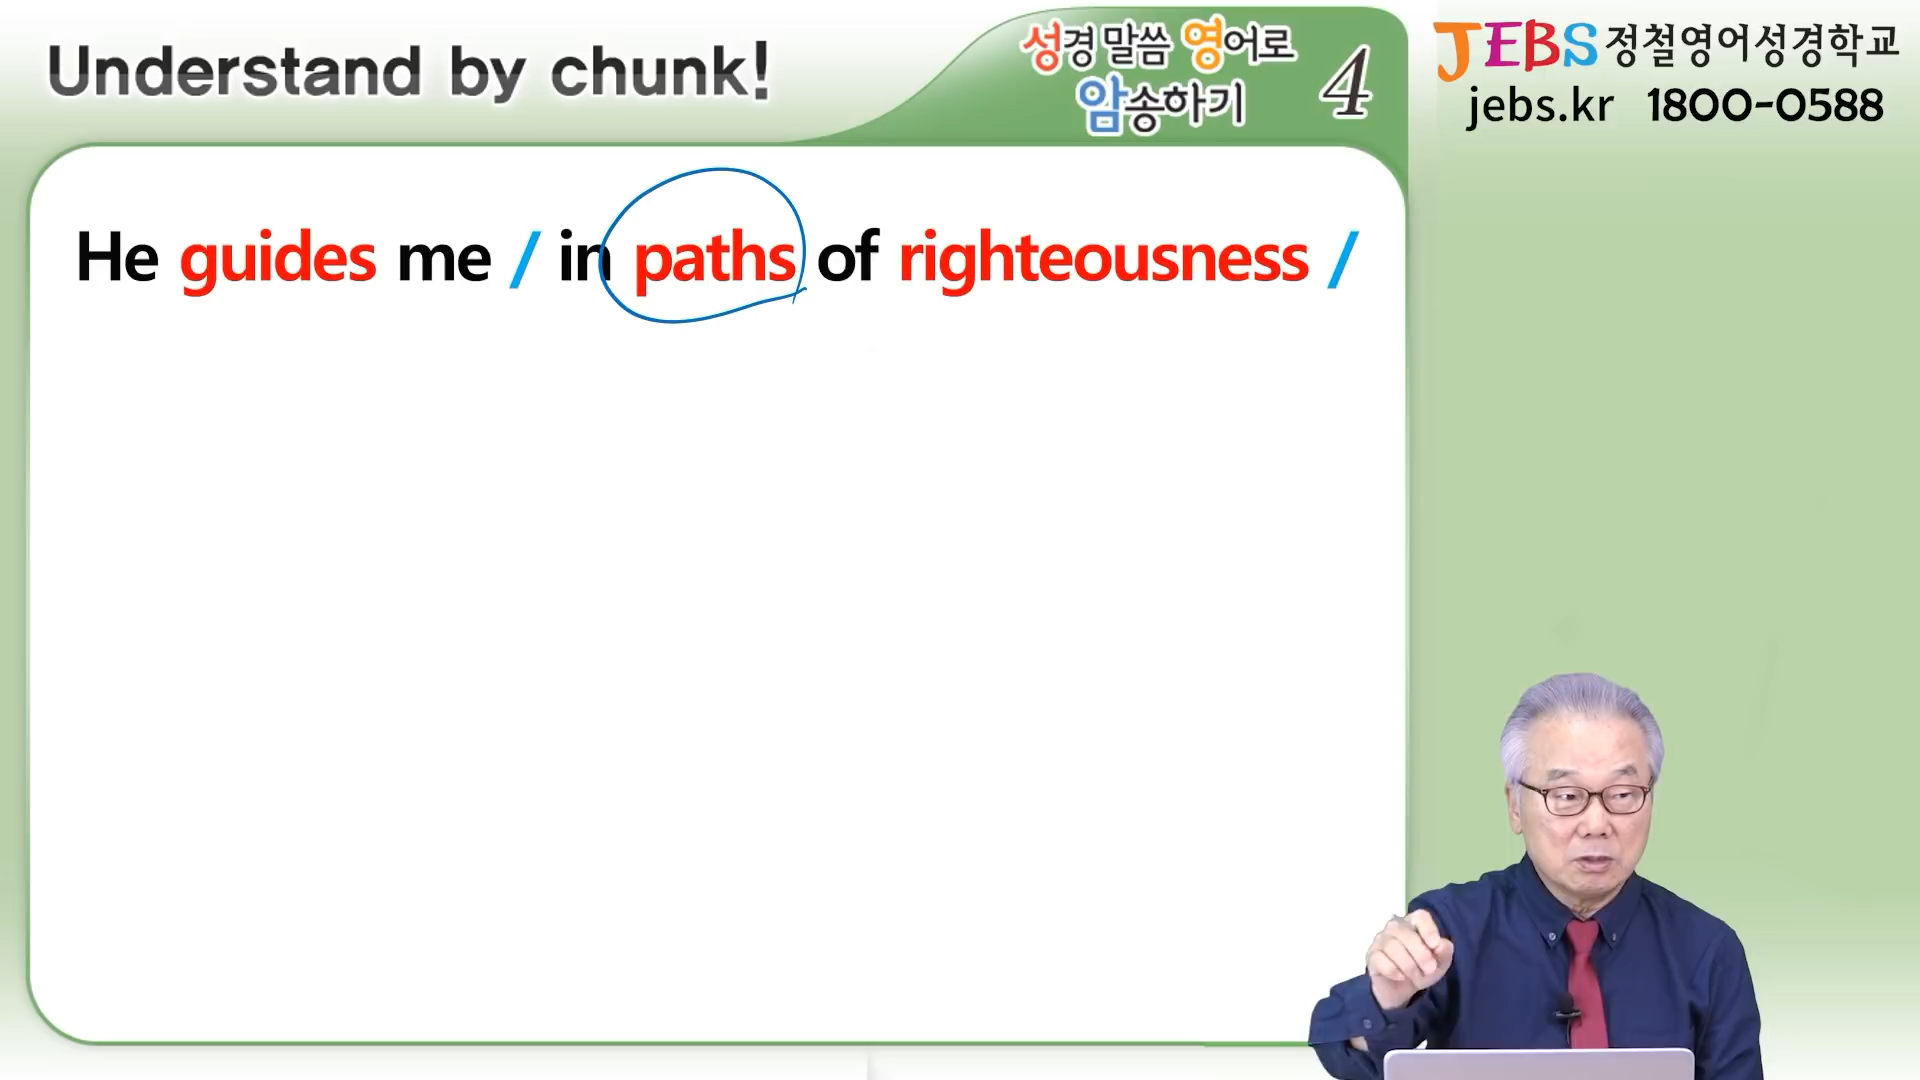 Understand by chunk!
성경 말씀 영어로
암송하기
4
JEBS 정철영어성경학교
jebs.kr 1800-0588
He guides me / in paths of righteousness /